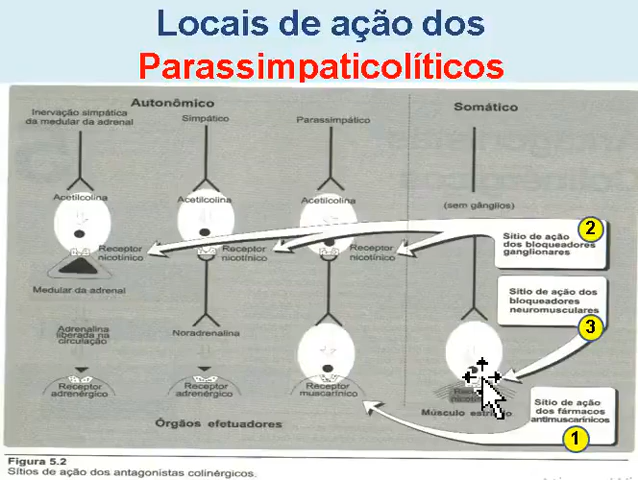 Locais de ação dos
Parassimpaticolíticos
Autonômico
Somático
Inervação simpática
da medular da adrenal
Simpático
Parassimpático
Acetilcolina
Acetilcolina
Acetilcolina
(sem gânglios)
Receptor
nicotínico
Receptor
nicotínico
Receptor
nicotínico
Sítio de ação
dos bloqueadores
ganglionares
2
Medular da adrenal
Sítio de ação dos
bloqueadores
neuromusculares
3
Adrenalina
liberada na
circulação
Noradrenalina
Receptor
adrenérgico
Receptor
adrenérgico
Receptor
muscarínico
Músculo
Sítio de ação
dos fármacos
antimuscarínicos
1
Órgãos efetuadores
Figura 5.2
Sítios de ação dos antagonistas colinérgicos.